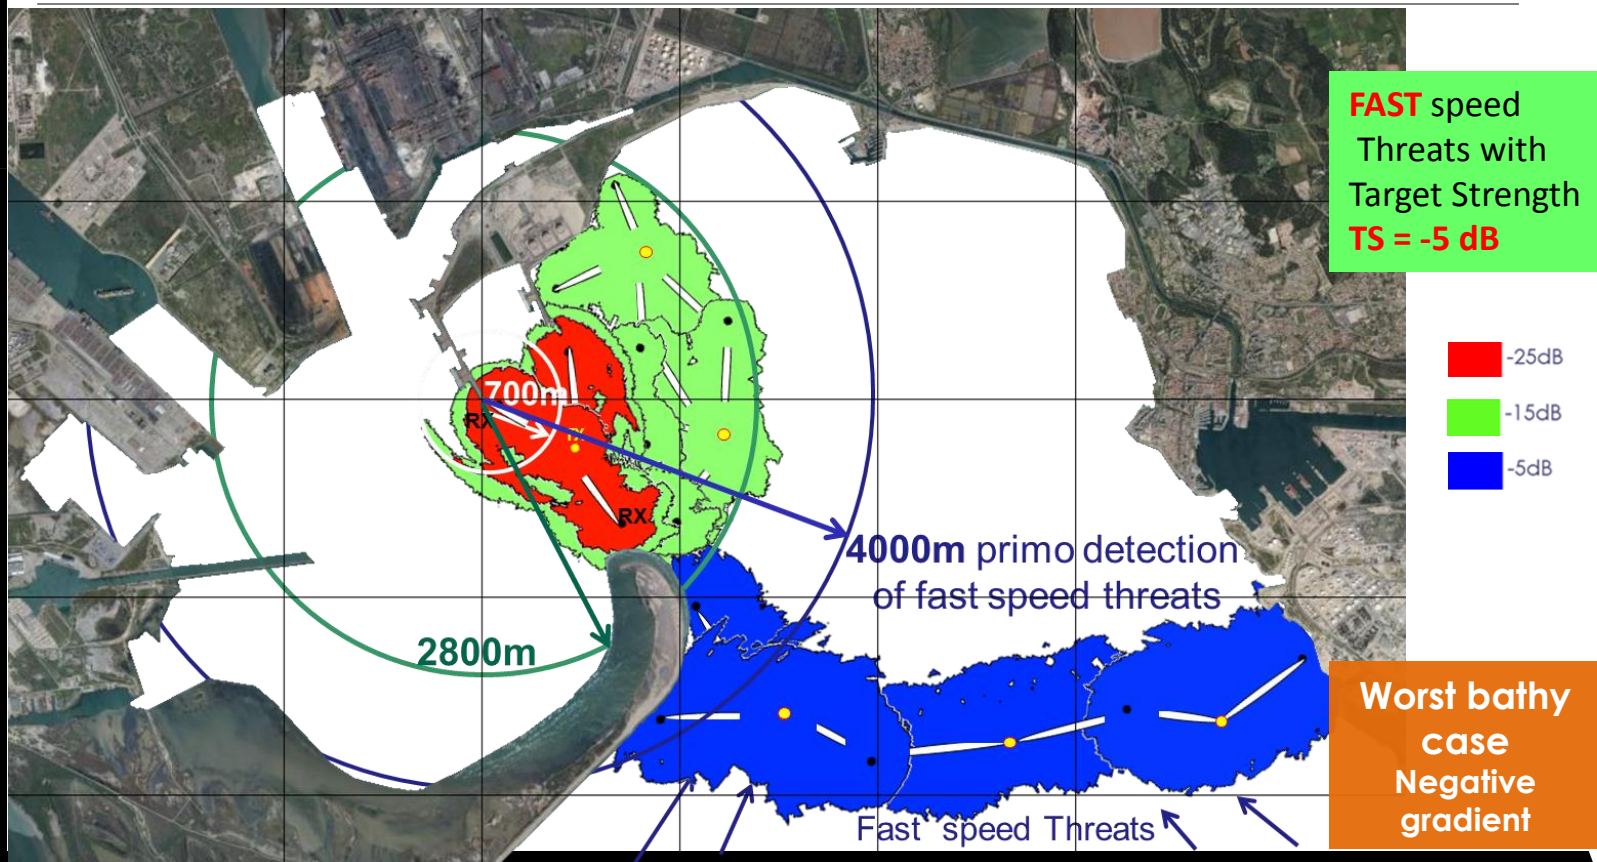 FAST speed
Threats with
Target Strength
TS = -5 dB
-25dB
-15dB
-5dB
700m
RX
TX
RX
4000m primo detection
of fast speed threats
2800m
Fast speed Threats
Worst bathy
case
Negative
gradient